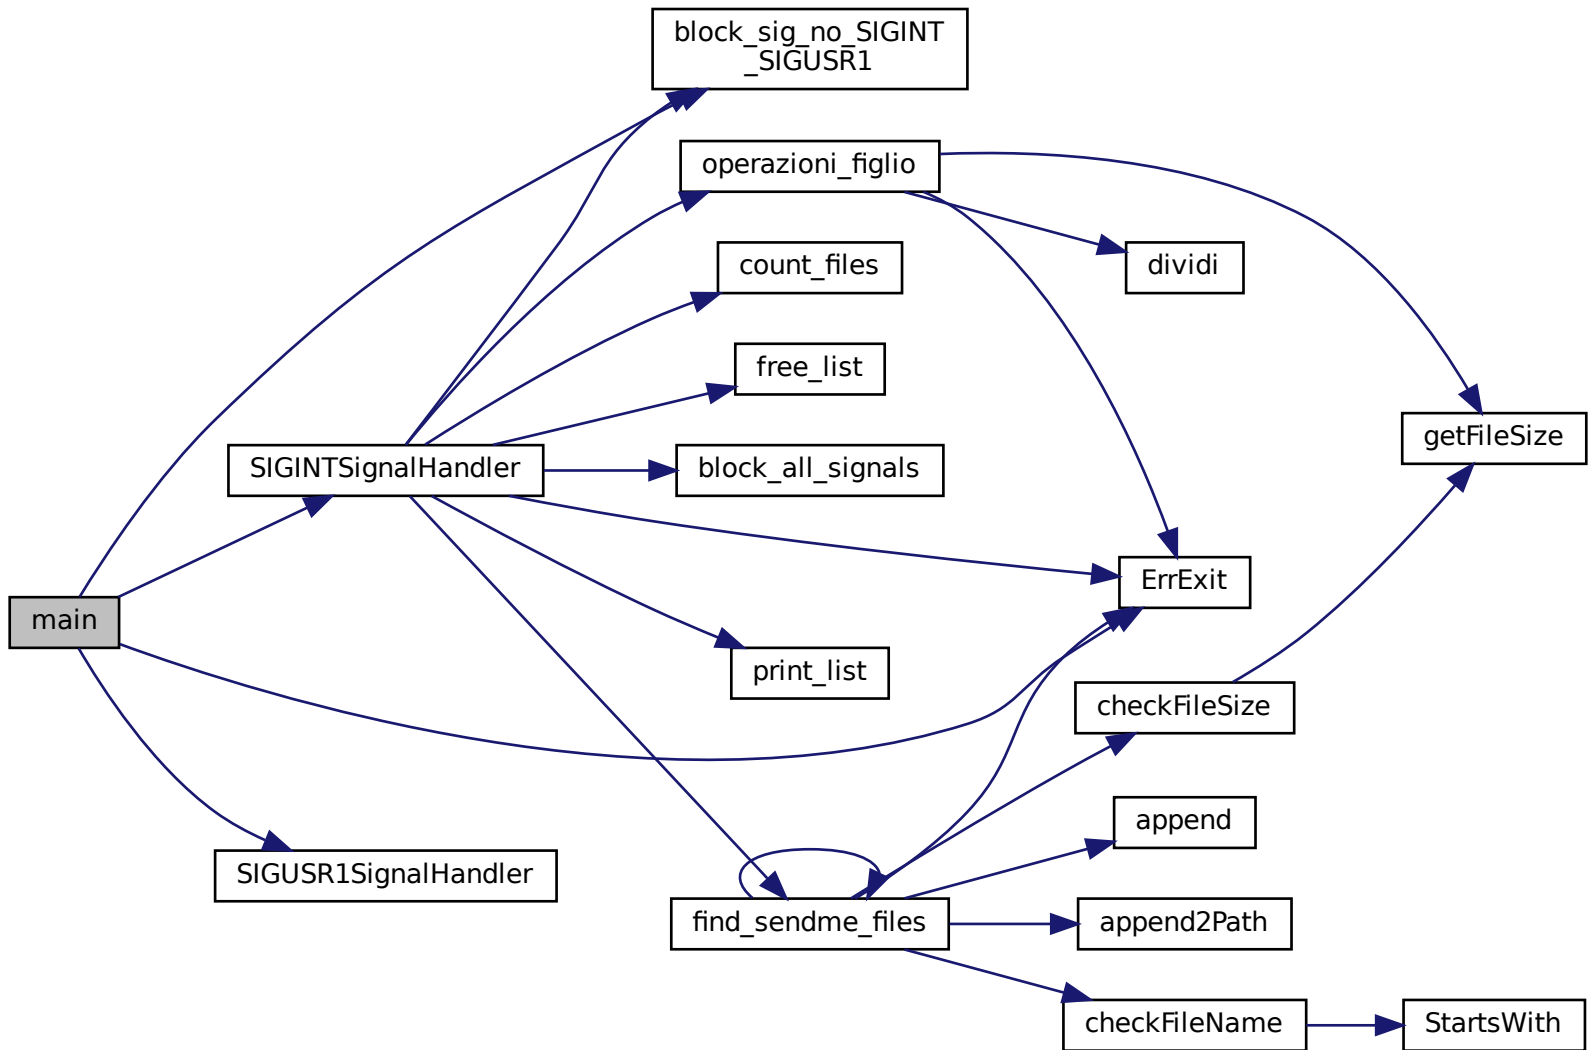 block_sig_no_SIGINT
_SIGUSR1
operazioni_figlio
count_files
dividi
free_list
getFileSize
SIGINTSignalHandler
block_all_signals
ErrExit
main
print_list
checkFileSize
append
SIGUSR1SignalHandler
find_sendme_files
append2Path
checkFileName
StartsWith